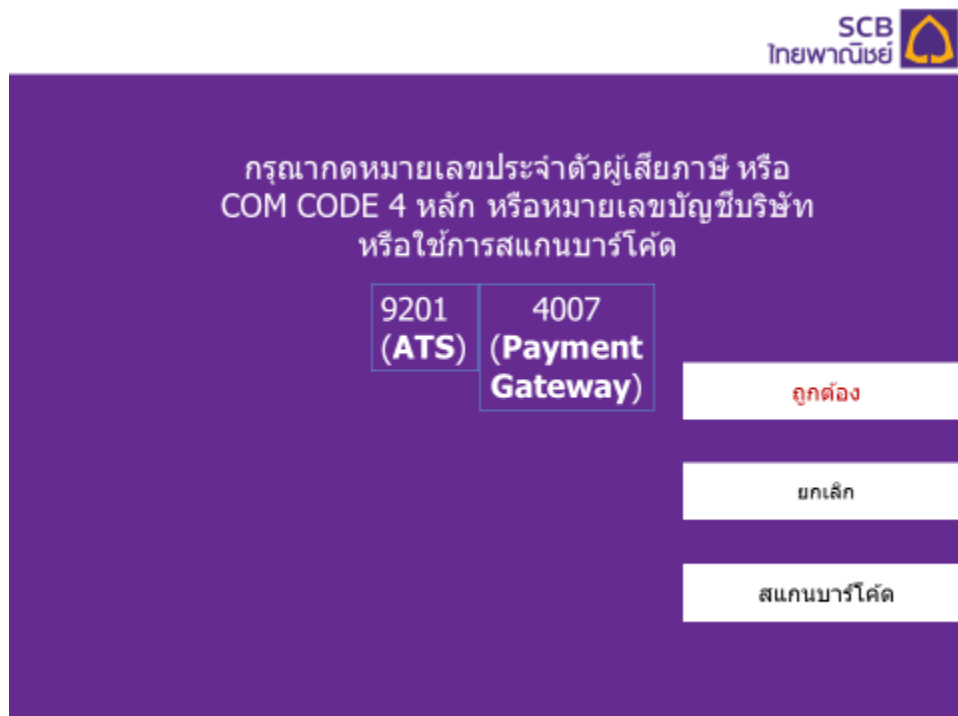 SCB
ไทยพาณิชย์
กรุณากดหมายเลขประจำตัวผู้เสียภาษี หรือ
COM CODE 4 หลัก หรือหมายเลขบัญชีบริษัท
หรือใช้การสแกนบาร์โค้ด
9201
(ATS)
4007
(Payment
Gateway)
ถูกต้อง
ยกเลิก
สแกนบาร์โค้ด